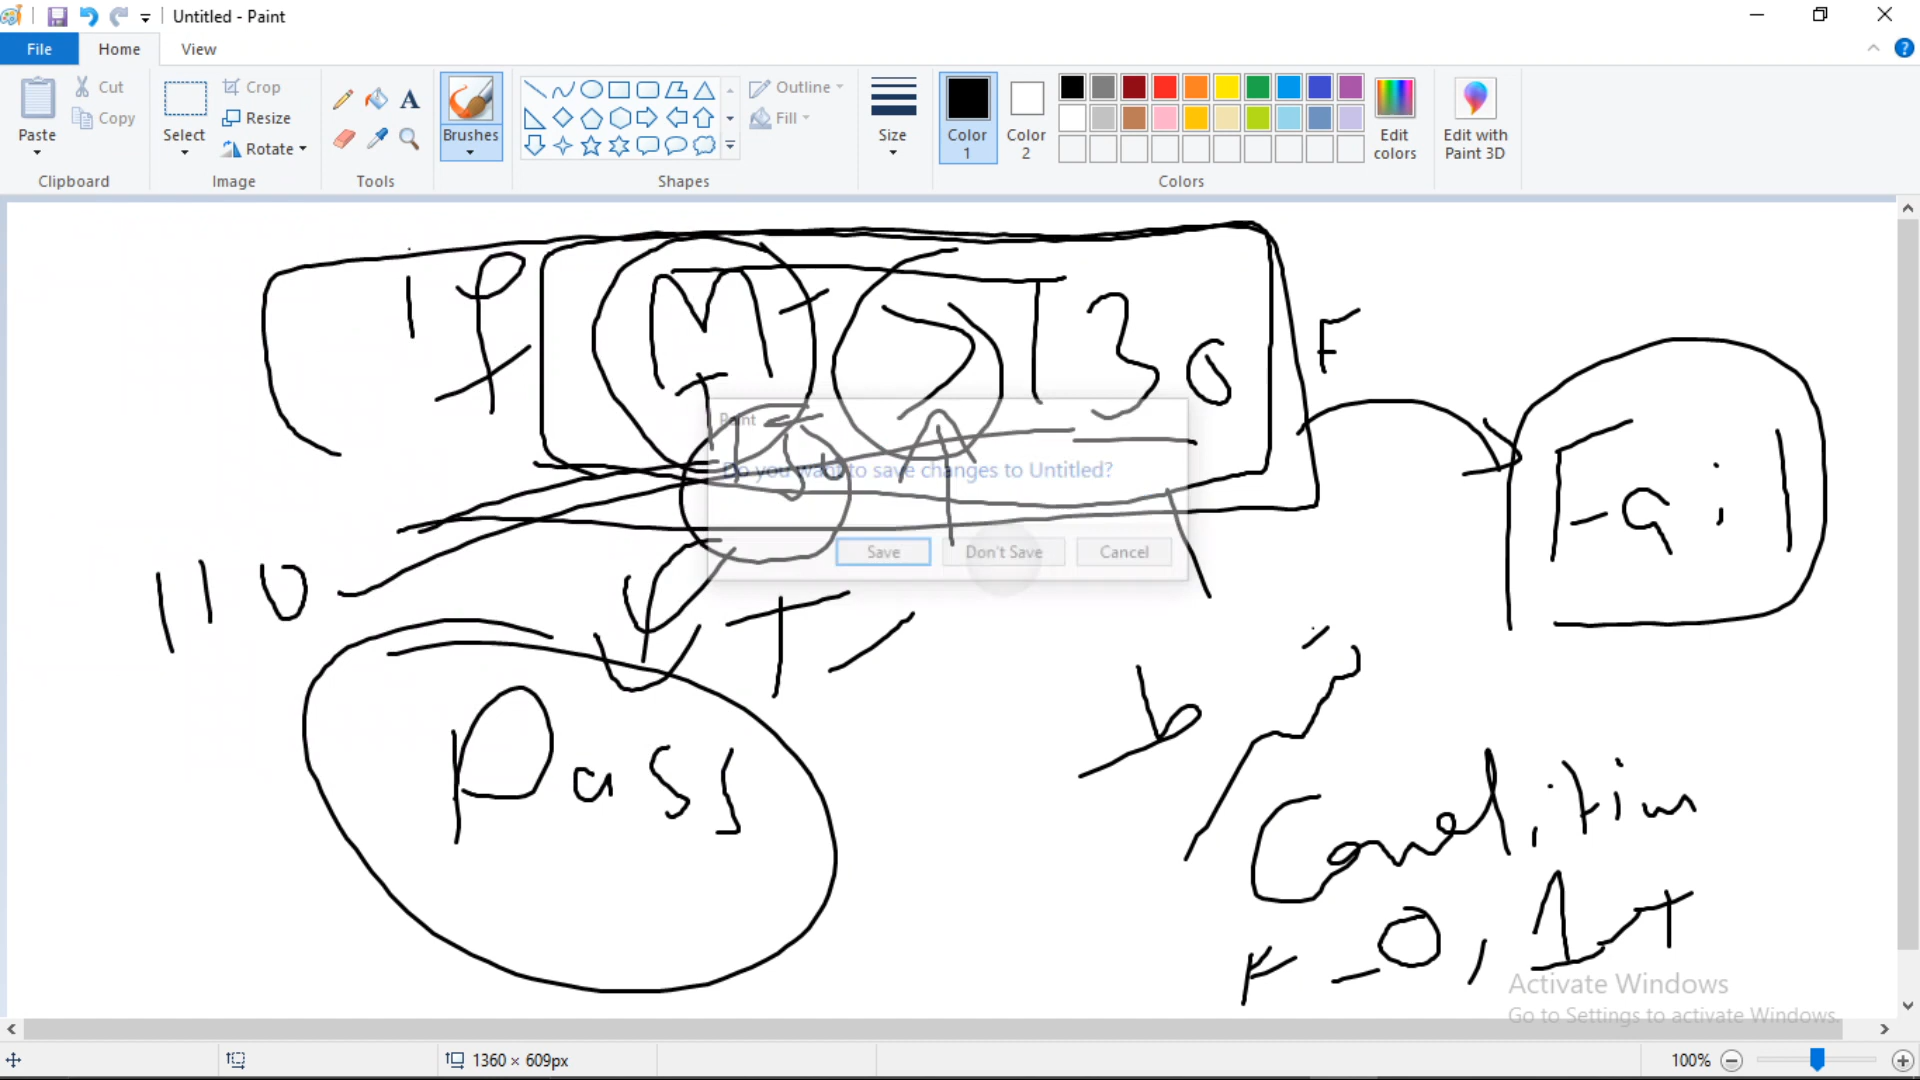 Untitled - Paint
File Home View
Paste
Cut
Copy
Clipboard
Select
Crop
Resize
Rotate
Image
Tools
Brushes
Shapes
Outline
Fill
Size
Color 1
Color 2
Edit colors
Edit with Paint 3D
Colors
if M > 30 F
Fail
Paint
Do you want to save changes to Untitled?
Save Don't Save Cancel
110
T
Pass
Condition
F - 0, 1 - T
Activate Windows
Go to Settings to activate Windows.
1360 × 609px
100%